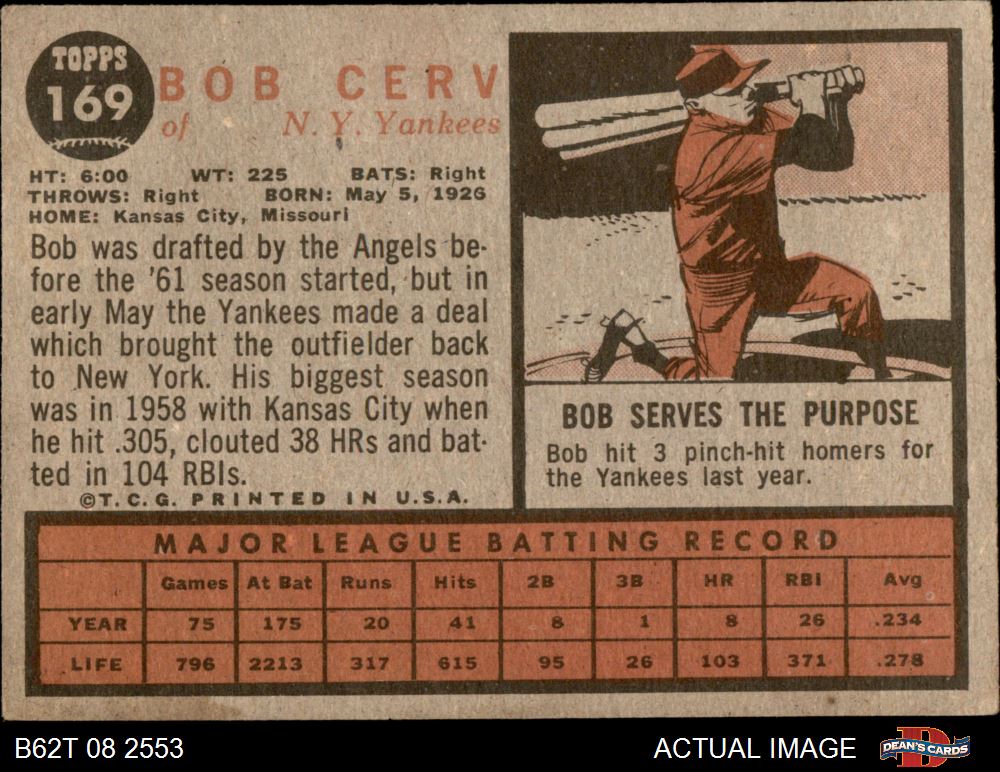 TOPPS
169
BOB CERV
of N. Y. Yankees
HT: 6:00 WT: 225 BATS: Right
THROWS: Right BORN: May 5, 1926
HOME: Kansas City, Missouri
Bob was drafted by the Angels be-
fore the '61 season started, but in
early May the Yankees made a deal
which brought the outfielder back
to New York. His biggest season
was in 1958 with Kansas City when
he hit .305, clouted 38 HRs and bat-
ted in 104 RBIs.
©T.C.G. PRINTED IN U.S.A.
BOB SERVES THE PURPOSE
Bob hit 3 pinch-hit homers for
the Yankees last year.
MAJOR LEAGUE BATTING RECORD
Games At Bat Runs Hits 2B 3B HR RBI Avg
YEAR 75 175 20 41 8 1 8 26 .234
LIFE 796 2213 317 615 95 26 103 371 .278
B62T 08 2553 ACTUAL IMAGE D DEAN'S CARDS